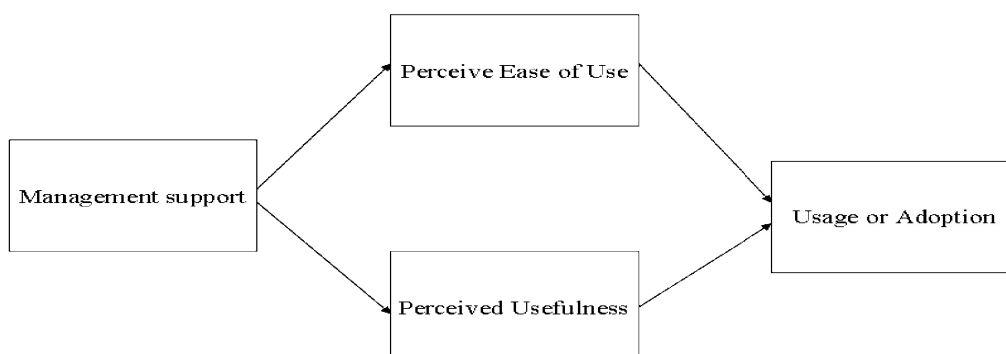 Perceive Ease of Use
Management support
Usage or Adoption
Perceived Usefulness